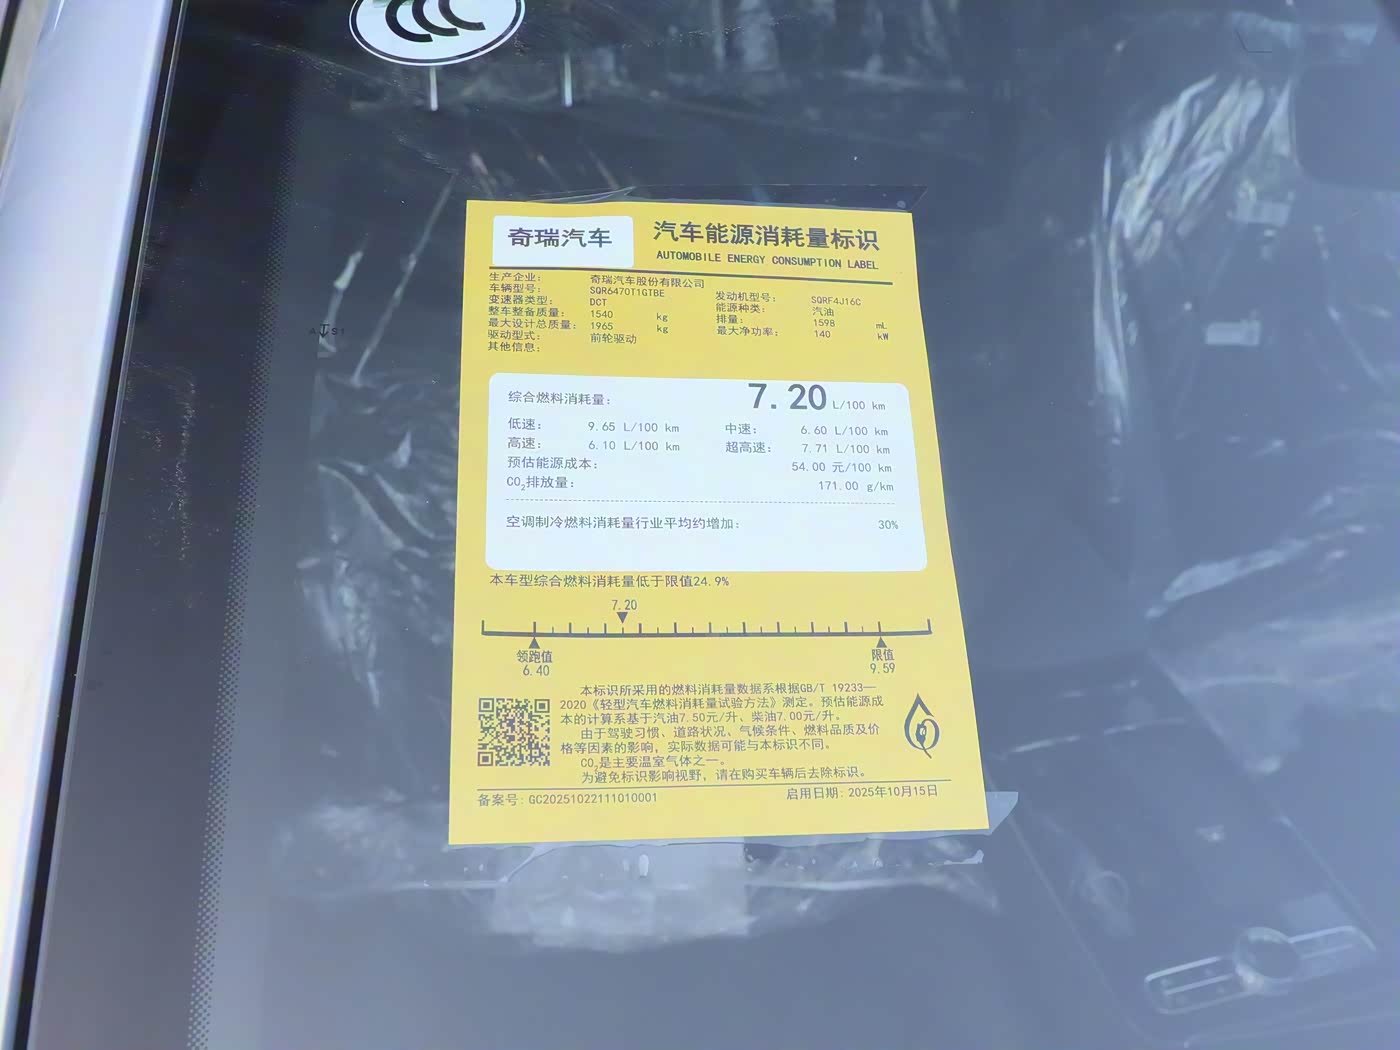 奇瑞汽车
汽车能源消耗量标识
AUTOMOBILE ENERGY CONSUMPTION LABEL
生产企业: 奇瑞汽车股份有限公司
车辆型号: SQR6470T1GTBE 发动机型号: SQRF4J16C
变速器类型: DCT 能源种类: 汽油
整车整备质量: 1540 kg 排量: 1598 mL
最大设计总质量: 1965 kg 最大净功率: 140 kW
驱动型式: 前轮驱动
其他信息:
综合燃料消耗量: 7.20 L/100 km
低速: 9.65 L/100 km 中速: 6.60 L/100 km
高速: 6.10 L/100 km 超高速: 7.71 L/100 km
预估能源成本: 54.00 元/100 km
CO₂排放量: 171.00 g/km
空调制冷燃料消耗量行业平均约增加: 30%
本车型综合燃料消耗量低于限值24.9%
7.20
领跑值 限值
6.40 9.59
本标识所采用的燃料消耗量数据系根据GB/T 19233—
2020《轻型汽车燃料消耗量试验方法》测定。预估能源成
本的计算系基于汽油7.50元/升、柴油7.00元/升。
由于驾驶习惯、道路状况、气候条件、燃料品质及价
格等因素的影响，实际数据可能与本标识不同。
CO₂是主要温室气体之一。
为避免标识影响视野，请在购买车辆后去除标识。
备案号: GC20251022111010001 启用日期: 2025年10月15日